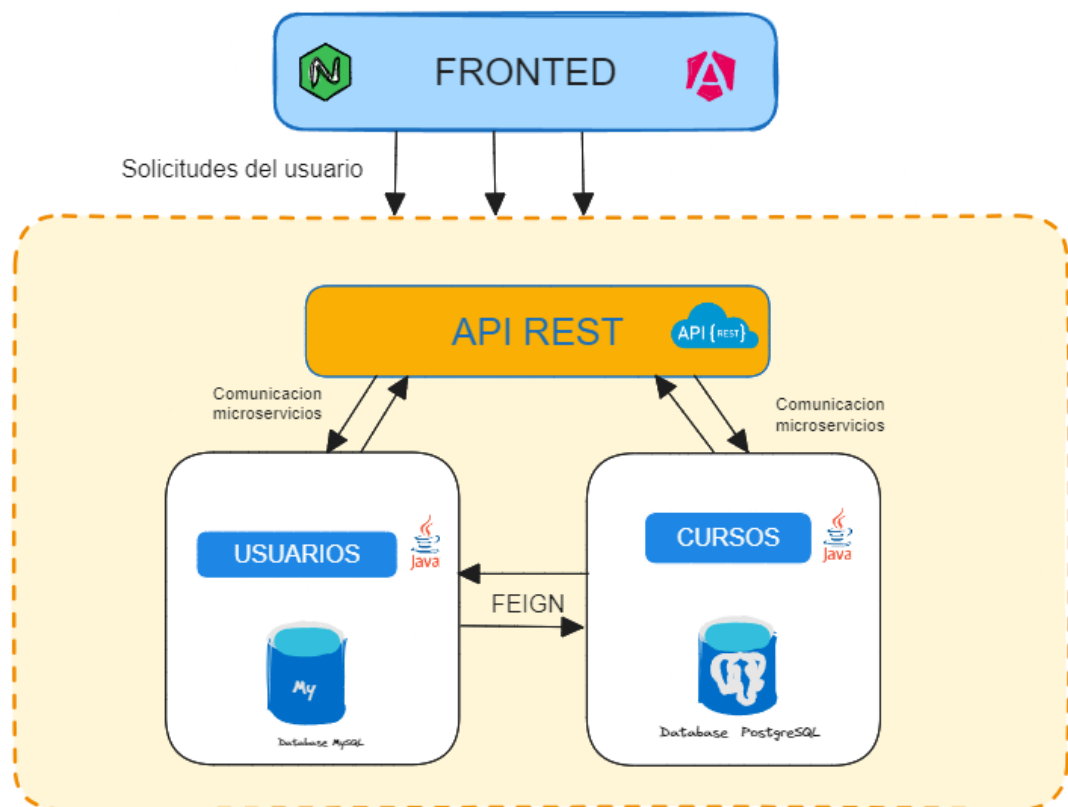 N
FRONTED
A
Solicitudes del usuario
API REST
API {REST}
Comunicacion
microservicios
Comunicacion
microservicios
USUARIOS
Java
CURSOS
Java
FEIGN
My
Database MySQL
Database PostgreSQL